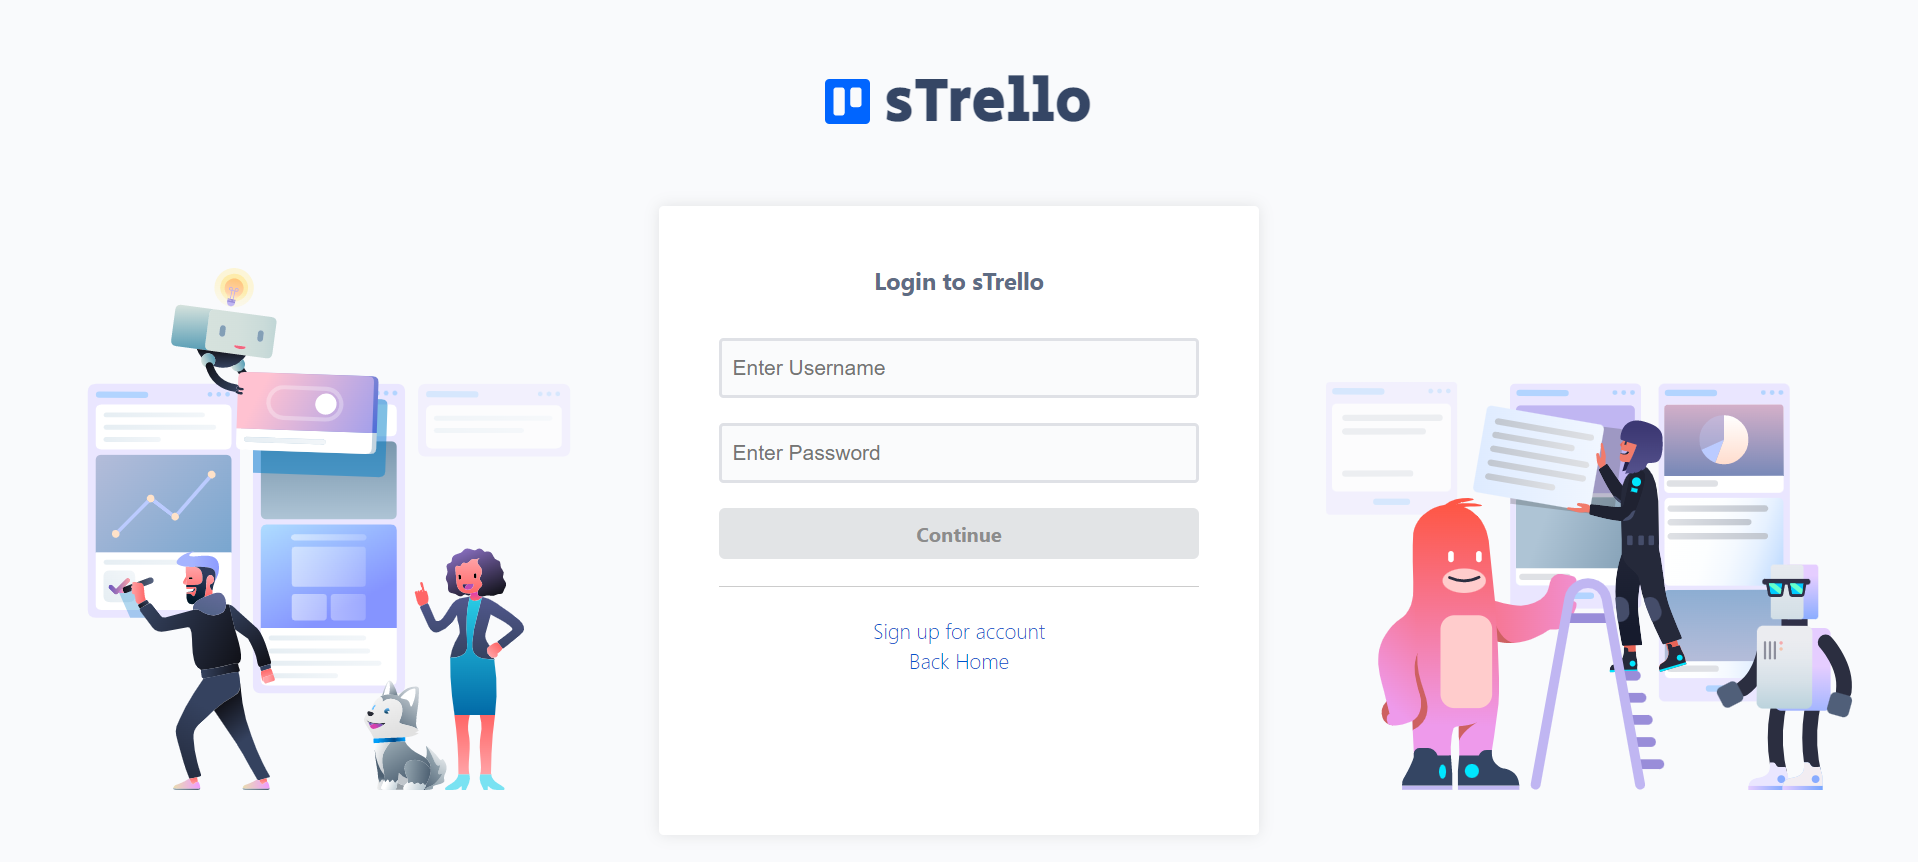 sTrello
Login to sTrello
Enter Username
Enter Password
Continue
Sign up for account
Back Home